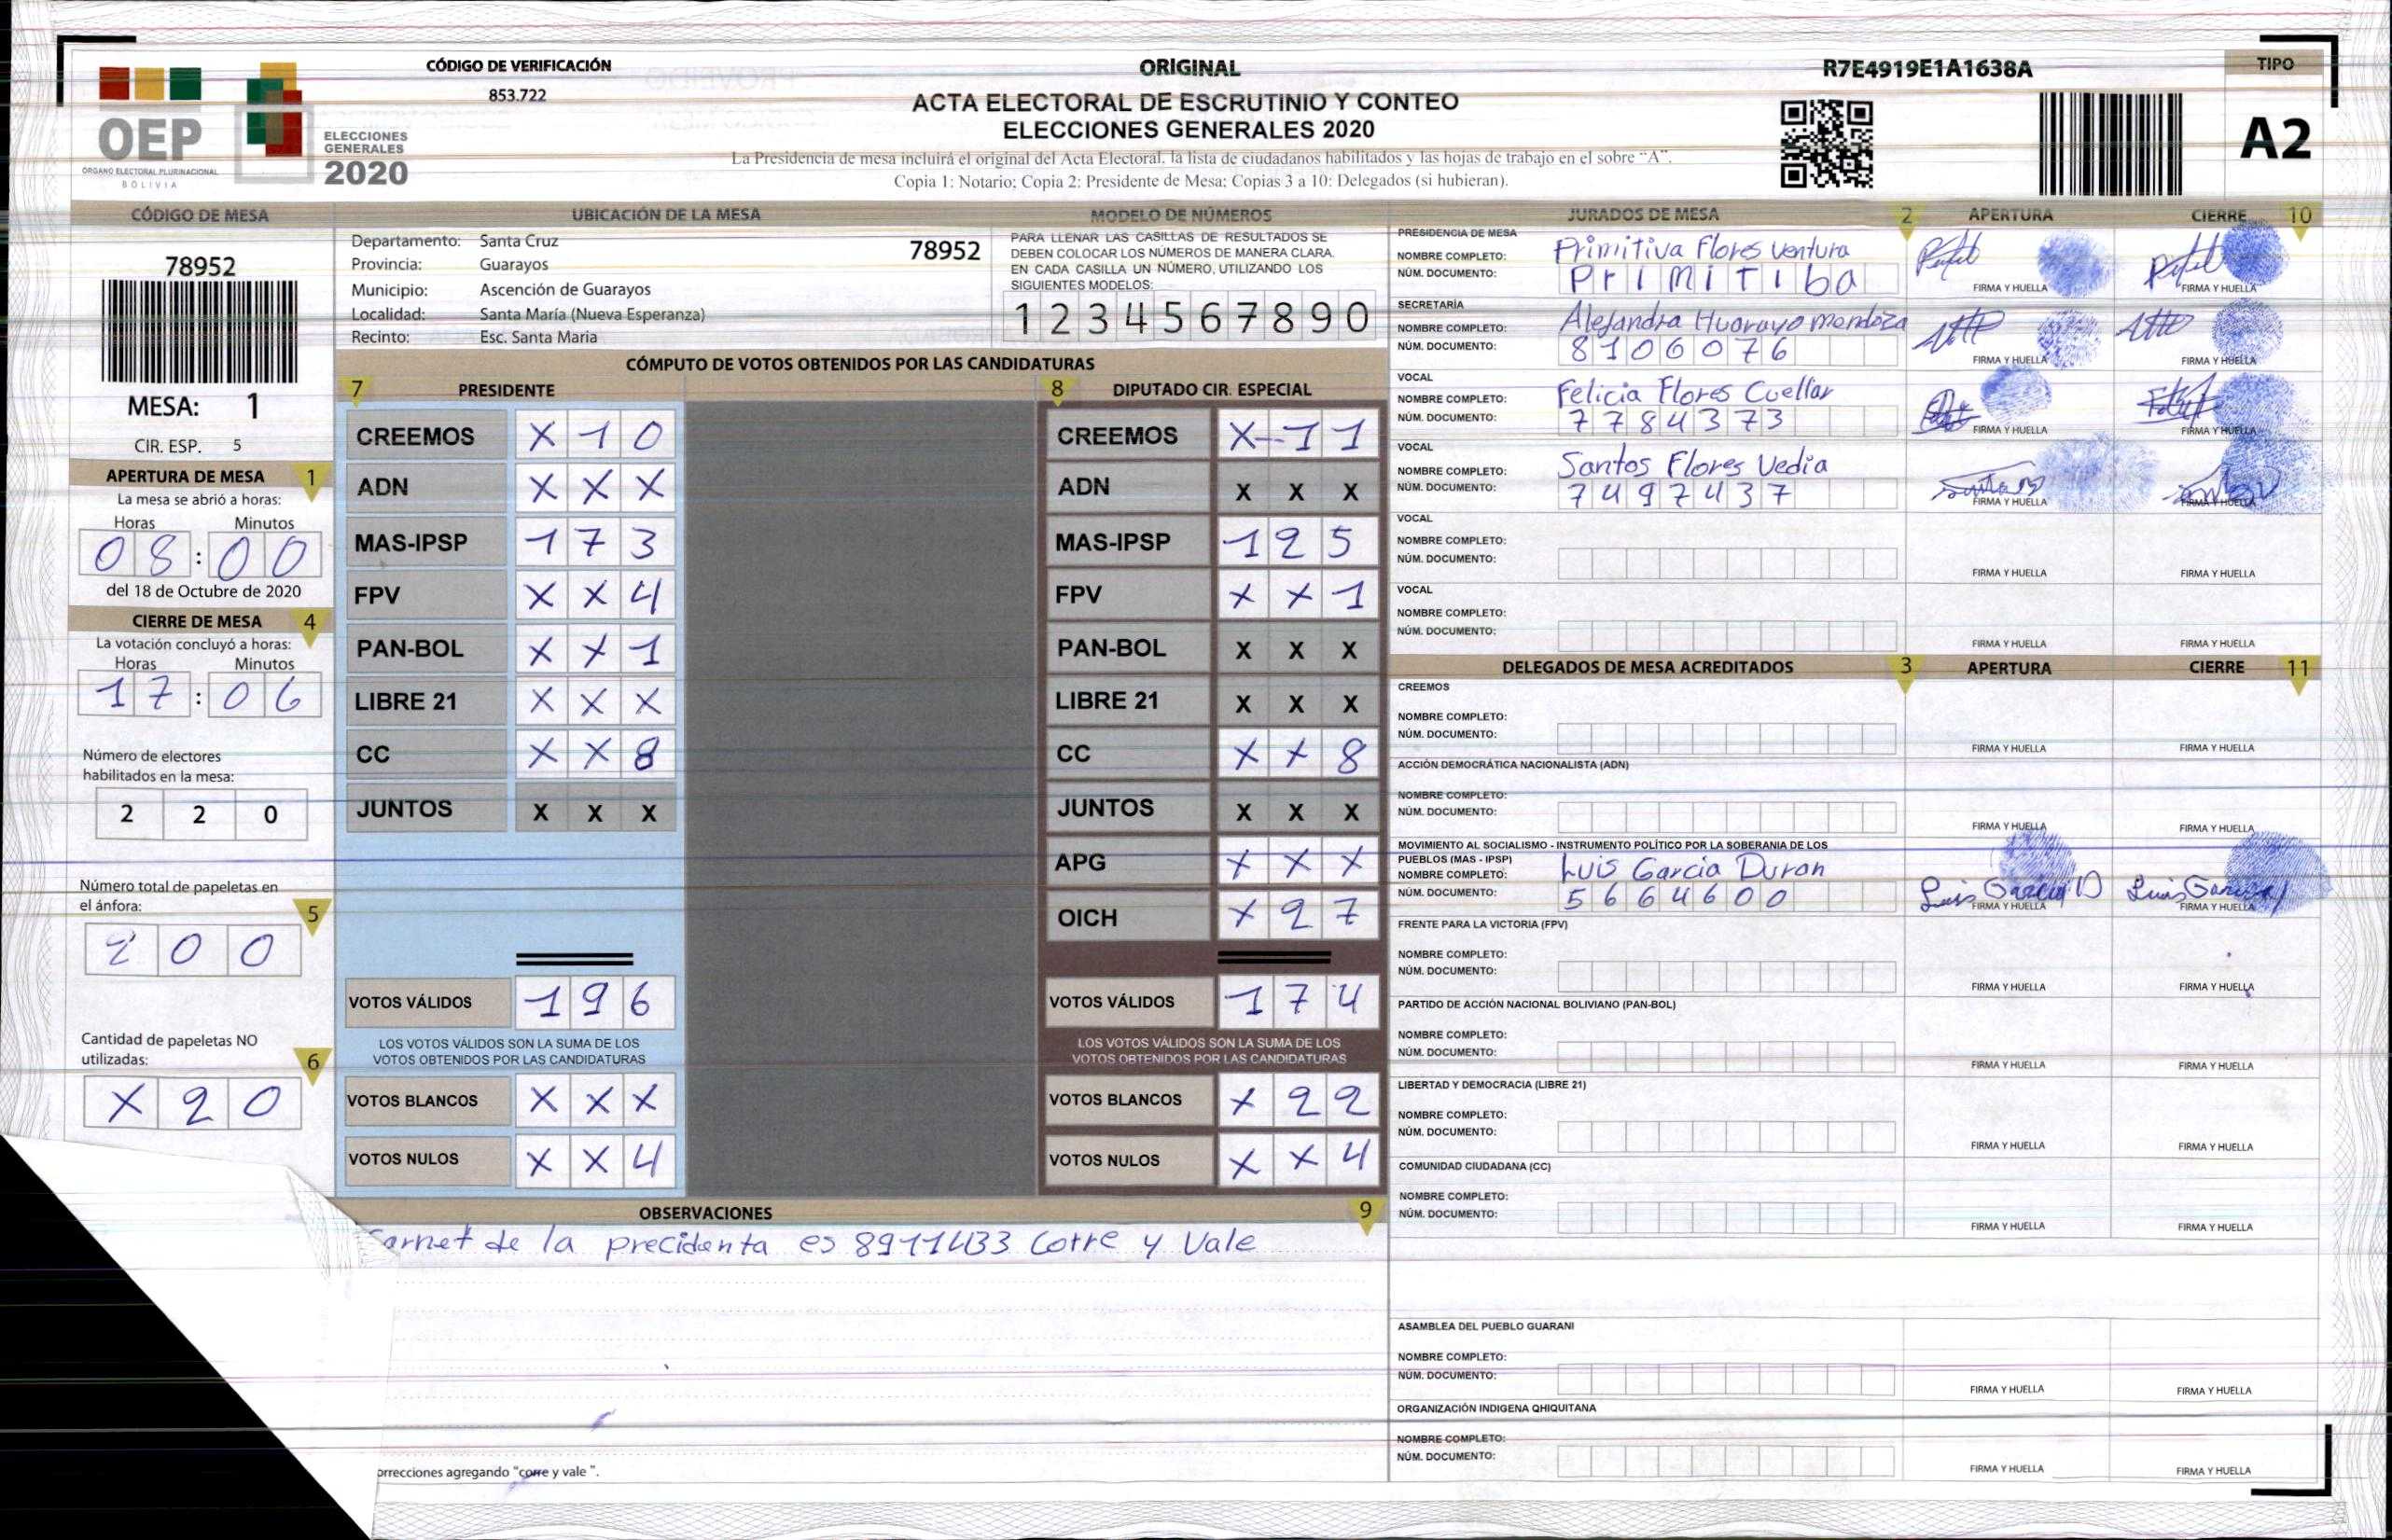 CÓDIGO DE VERIFICACIÓN
853.722
ORIGINAL
ACTA ELECTORAL DE ESCRUTINIO Y CONTEO
ELECCIONES GENERALES 2020
La Presidencia de mesa incluirá el original del Acta Electoral, la lista de ciudadanos habilitados y las hojas de trabajo en el sobre "A".
Copia 1: Notario; Copia 2: Presidente de Mesa; Copias 3 a 10: Delegados (si hubieran).
R7E4919E1A1638A
TIPO
A2
OEP
ÓRGANO ELECTORAL PLURINACIONAL
BOLIVIA
ELECCIONES
GENERALES
2020
CÓDIGO DE MESA
78952
MESA: 1
CIR. ESP. 5
APERTURA DE MESA 1
La mesa se abrió a horas:
Horas Minutos
08:00
del 18 de Octubre de 2020
CIERRE DE MESA 4
La votación concluyó a horas:
Horas Minutos
17:06
Número de electores
habilitados en la mesa:
2 2 0
Número total de papeletas en
el ánfora: 5
2 0 0
Cantidad de papeletas NO
utilizadas: 6
X 2 0
UBICACIÓN DE LA MESA
Departamento: Santa Cruz 78952
Provincia: Guarayos
Municipio: Ascención de Guarayos
Localidad: Santa María (Nueva Esperanza)
Recinto: Esc. Santa Maria
MODELO DE NÚMEROS
PARA LLENAR LAS CASILLAS DE RESULTADOS SE
DEBEN COLOCAR LOS NÚMEROS DE MANERA CLARA.
EN CADA CASILLA UN NÚMERO, UTILIZANDO LOS
SIGUIENTES MODELOS:
1 2 3 4 5 6 7 8 9 0
CÓMPUTO DE VOTOS OBTENIDOS POR LAS CANDIDATURAS
7 PRESIDENTE
CREEMOS X 1 0
ADN X X X
MAS-IPSP 1 7 3
FPV X X 4
PAN-BOL X X 1
LIBRE 21 X X X
CC X X 8
JUNTOS X X X
VOTOS VÁLIDOS 1 9 6
LOS VOTOS VÁLIDOS SON LA SUMA DE LOS
VOTOS OBTENIDOS POR LAS CANDIDATURAS
VOTOS BLANCOS X X X
VOTOS NULOS X X 4
8 DIPUTADO CIR. ESPECIAL
CREEMOS X 1 1
ADN X X X
MAS-IPSP 1 2 5
FPV X X 1
PAN-BOL X X X
LIBRE 21 X X X
CC X X 8
JUNTOS X X X
APG X X X
OICH X 2 7
VOTOS VÁLIDOS 1 7 4
LOS VOTOS VÁLIDOS SON LA SUMA DE LOS
VOTOS OBTENIDOS POR LAS CANDIDATURAS
VOTOS BLANCOS X 2 2
VOTOS NULOS X X 4
OBSERVACIONES 9
Carnet de la precidenta es 8911433 Corre y Vale
orrecciones agregando "corre y vale ".
JURADOS DE MESA 2 APERTURA CIERRE 10
PRESIDENCIA DE MESA
NOMBRE COMPLETO: Primitiva Flores Ventura
NÚM. DOCUMENTO: PrImiTIba
FIRMA Y HUELLA FIRMA Y HUELLA
SECRETARÍA
NOMBRE COMPLETO: Alejandra Huarayo mendoza
NÚM. DOCUMENTO: 8106076
FIRMA Y HUELLA FIRMA Y HUELLA
VOCAL
NOMBRE COMPLETO: Felicia Flores Cuellar
NÚM. DOCUMENTO: 7784373
FIRMA Y HUELLA FIRMA Y HUELLA
VOCAL
NOMBRE COMPLETO: Santos Flores Vedia
NÚM. DOCUMENTO: 7497437
FIRMA Y HUELLA FIRMA Y HUELLA
VOCAL
NOMBRE COMPLETO:
NÚM. DOCUMENTO:
FIRMA Y HUELLA FIRMA Y HUELLA
VOCAL
NOMBRE COMPLETO:
NÚM. DOCUMENTO:
FIRMA Y HUELLA FIRMA Y HUELLA
DELEGADOS DE MESA ACREDITADOS 3 APERTURA CIERRE 11
CREEMOS
NOMBRE COMPLETO:
NÚM. DOCUMENTO:
FIRMA Y HUELLA FIRMA Y HUELLA
ACCIÓN DEMOCRÁTICA NACIONALISTA (ADN)
NOMBRE COMPLETO:
NÚM. DOCUMENTO:
FIRMA Y HUELLA FIRMA Y HUELLA
MOVIMIENTO AL SOCIALISMO - INSTRUMENTO POLÍTICO POR LA SOBERANIA DE LOS
PUEBLOS (MAS - IPSP)
NOMBRE COMPLETO: Luis Garcia Duran
NÚM. DOCUMENTO: 5664600
Luis Garcia D
FIRMA Y HUELLA FIRMA Y HUELLA
FRENTE PARA LA VICTORIA (FPV)
NOMBRE COMPLETO:
NÚM. DOCUMENTO:
FIRMA Y HUELLA FIRMA Y HUELLA
PARTIDO DE ACCIÓN NACIONAL BOLIVIANO (PAN-BOL)
NOMBRE COMPLETO:
NÚM. DOCUMENTO:
FIRMA Y HUELLA FIRMA Y HUELLA
LIBERTAD Y DEMOCRACIA (LIBRE 21)
NOMBRE COMPLETO:
NÚM. DOCUMENTO:
FIRMA Y HUELLA FIRMA Y HUELLA
COMUNIDAD CIUDADANA (CC)
NOMBRE COMPLETO:
NÚM. DOCUMENTO:
FIRMA Y HUELLA FIRMA Y HUELLA
ASAMBLEA DEL PUEBLO GUARANI
NOMBRE COMPLETO:
NÚM. DOCUMENTO:
FIRMA Y HUELLA FIRMA Y HUELLA
ORGANIZACIÓN INDIGENA QHIQUITANA
NOMBRE COMPLETO:
NÚM. DOCUMENTO:
FIRMA Y HUELLA FIRMA Y HUELLA